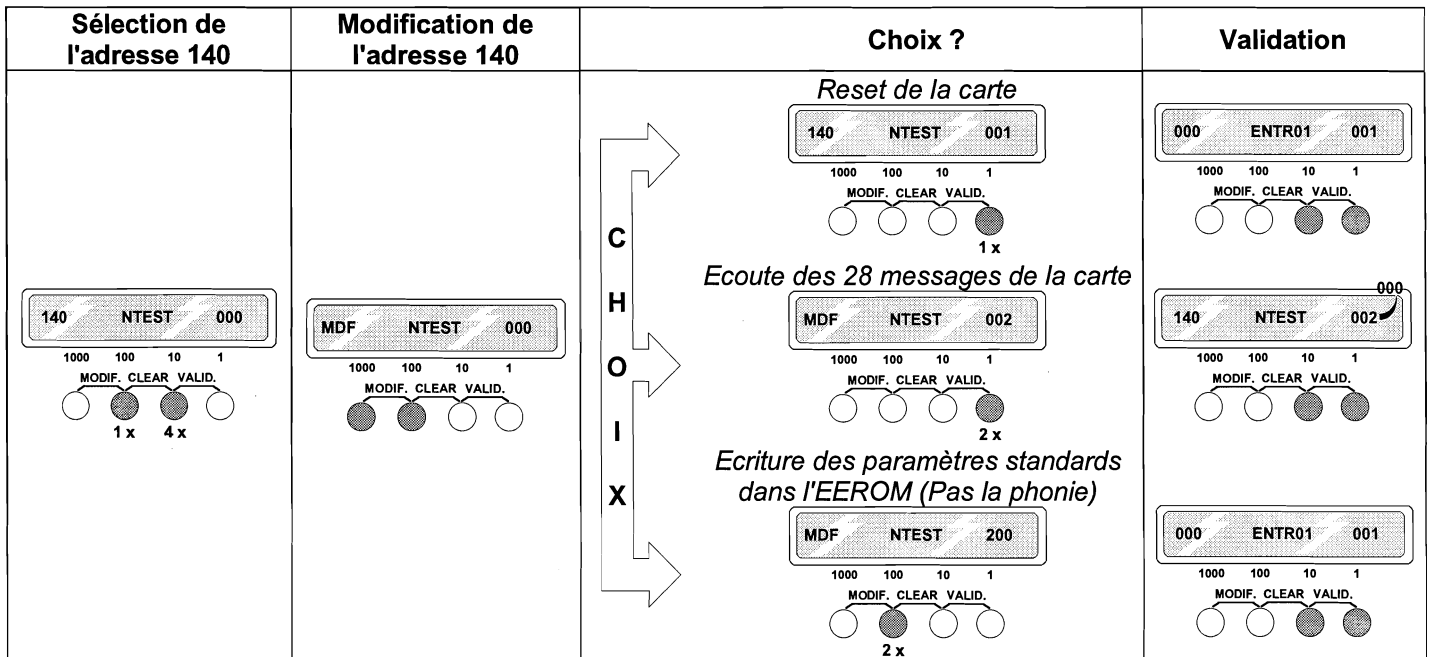 Sélection de
l'adresse 140
Modification de
l'adresse 140
Choix ?
Validation
140 NTEST 000
1000 100 10 1
MODIF. CLEAR VALID.
1 x 4 x
MDF NTEST 000
1000 100 10 1
MODIF. CLEAR VALID.
C
H
O
I
X
Reset de la carte
140 NTEST 001
1000 100 10 1
MODIF. CLEAR VALID.
1 x
000 ENTR01 001
1000 100 10 1
MODIF. CLEAR VALID.
Ecoute des 28 messages de la carte
MDF NTEST 002
1000 100 10 1
MODIF. CLEAR VALID.
2 x
000
140 NTEST 002
1000 100 10 1
MODIF. CLEAR VALID.
Ecriture des paramètres standards
dans l'EEROM (Pas la phonie)
MDF NTEST 200
1000 100 10 1
MODIF. CLEAR VALID.
2 x
000 ENTR01 001
1000 100 10 1
MODIF. CLEAR VALID.